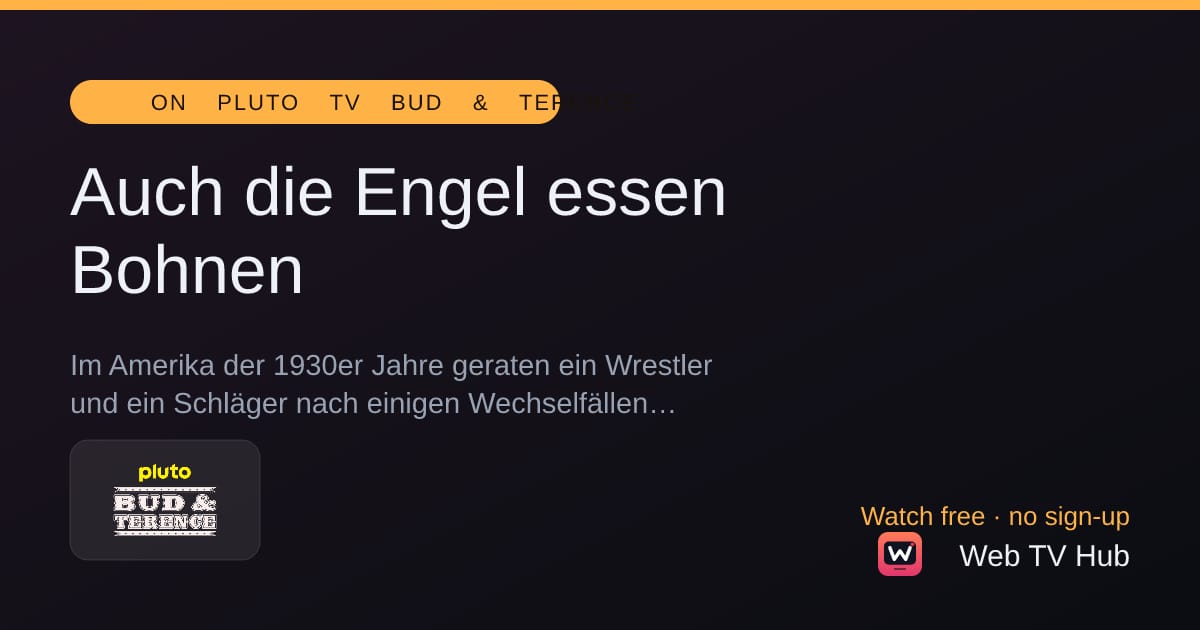 ON PLUTO TV BUD & TERENCE
Auch die Engel essen
Bohnen
Im Amerika der 1930er Jahre geraten ein Wrestler
und ein Schläger nach einigen Wechselfällen…
pluto
BUD &
TERENCE
Watch free · no sign-up
W
Web TV Hub